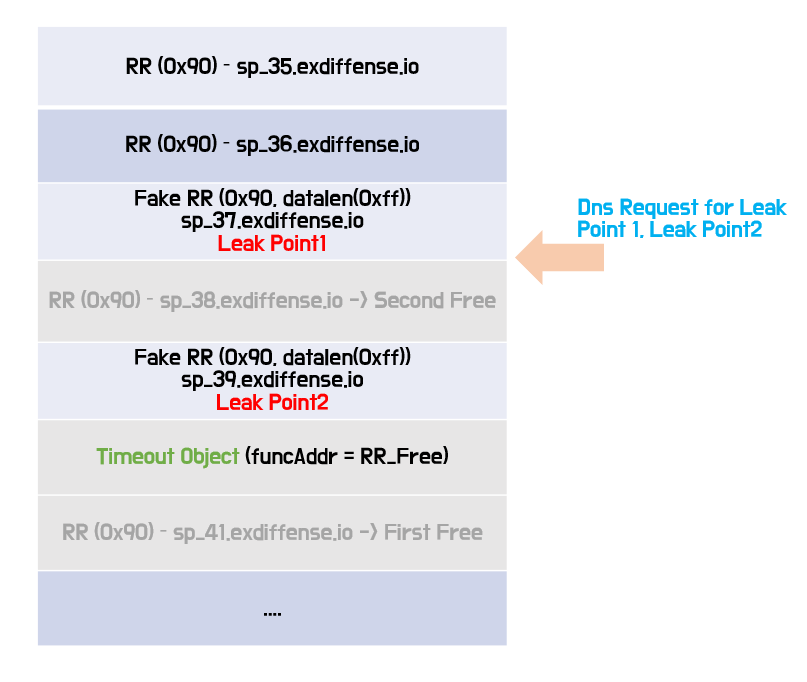 RR (0x90) - sp_35.exdiffense.io
RR (0x90) - sp_36.exdiffense.io
Fake RR (0x90, datalen(0xff))
sp_37.exdiffense.io
Leak Point1
Dns Request for Leak
Point 1, Leak Point2
RR (0x90) - sp_38.exdiffense.io -> Second Free
Fake RR (0x90, datalen(0xff))
sp_39.exdiffense.io
Leak Point2
Timeout Object (funcAddr = RR_Free)
RR (0x90) - sp_41.exdiffense.io -> First Free
....